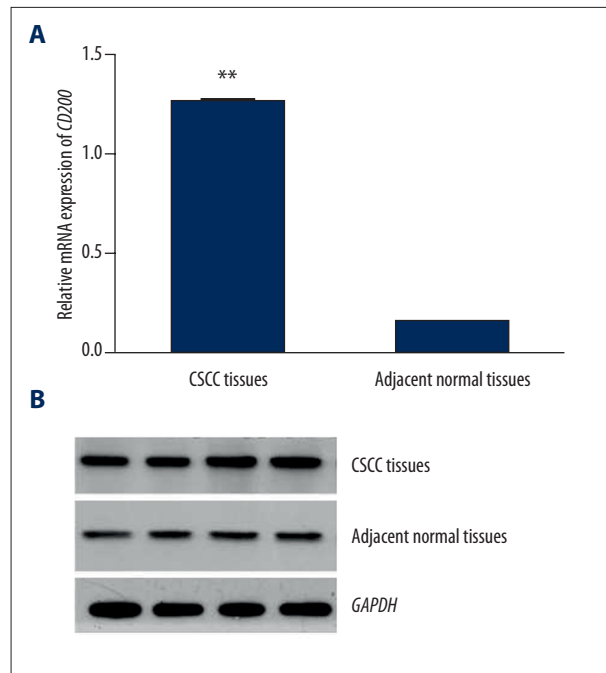 A
Relative mRNA expression of CD200
1.5
1.0
0.5
0.0
**
CSCC tissues
Adjacent normal tissues
B
CSCC tissues
Adjacent normal tissues
GAPDH